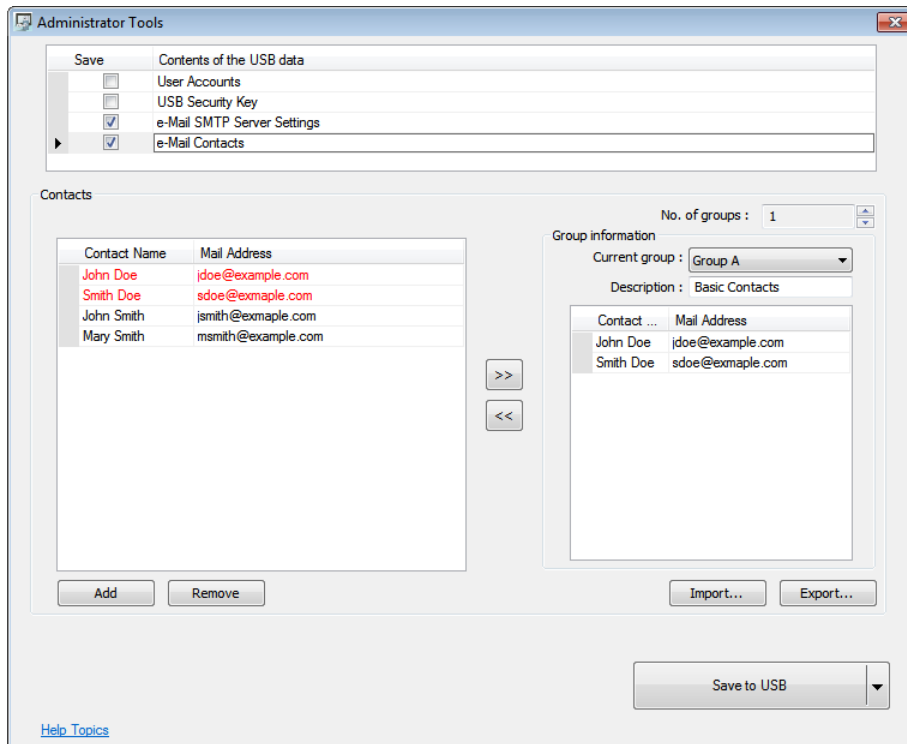 Administrator Tools
Save Contents of the USB data
User Accounts
USB Security Key
e-Mail SMTP Server Settings
e-Mail Contacts
Contacts
No. of groups : 1
Group information
Current group : Group A
Description : Basic Contacts
Contact Name Mail Address
John Doe jdoe@example.com
Smith Doe sdoe@exmaple.com
John Smith jsmith@exmaple.com
Mary Smith msmith@example.com
>>
<<
Contact ... Mail Address
John Doe jdoe@example.com
Smith Doe sdoe@exmaple.com
Add Remove
Import... Export...
Save to USB
Help Topics